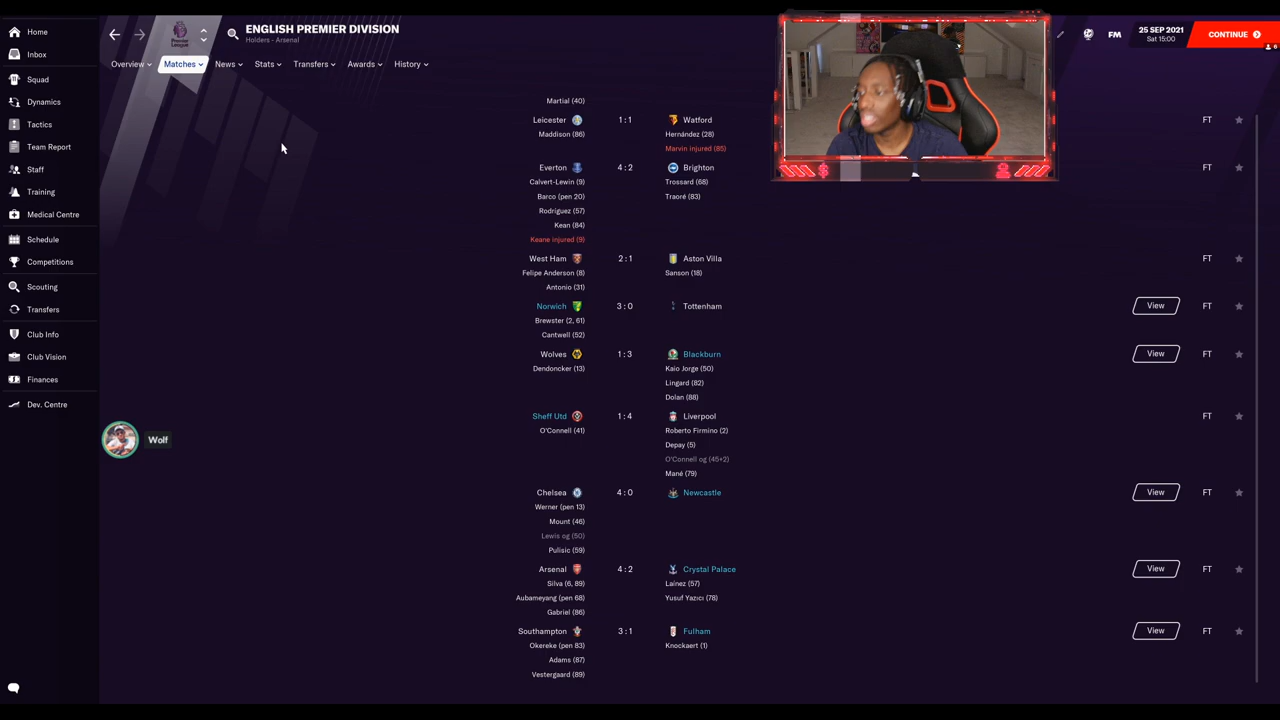 Home
Inbox
Squad
Dynamics
Tactics
Team Report
Staff
Training
Medical Centre
Schedule
Competitions
Scouting
Transfers
Club Info
Club Vision
Finances
Dev. Centre
Premier League
ENGLISH PREMIER DIVISION
Holders - Arsenal
FM
25 SEP 2021
Sat 15:00
CONTINUE
6
Overview Matches News Stats Transfers Awards History
Martial (40)
Leicester 1 : 1 Watford FT
Maddison (86) Hernández (28)
Marvin injured (85)
Everton 4 : 2 Brighton FT
Calvert-Lewin (9) Trossard (68)
Barco (pen 20) Traoré (83)
Rodríguez (57)
Kean (84)
Keane injured (9)
West Ham 2 : 1 Aston Villa FT
Felipe Anderson (8) Sanson (18)
Antonio (31)
Norwich 3 : 0 Tottenham View FT
Brewster (2, 61)
Cantwell (52)
Wolves 1 : 3 Blackburn View FT
Dendoncker (13) Kaio Jorge (50)
Lingard (82)
Dolan (88)
Sheff Utd 1 : 4 Liverpool FT
O'Connell (41) Roberto Firmino (2)
Depay (5)
O'Connell og (45+2)
Mané (79)
Wolf
Chelsea 4 : 0 Newcastle View FT
Werner (pen 13)
Mount (46)
Lewis og (50)
Pulisic (59)
Arsenal 4 : 2 Crystal Palace View FT
Silva (6, 89) Laínez (57)
Aubameyang (pen 68) Yusuf Yazıcı (78)
Gabriel (86)
Southampton 3 : 1 Fulham View FT
Okereke (pen 83) Knockaert (1)
Adams (87)
Vestergaard (89)